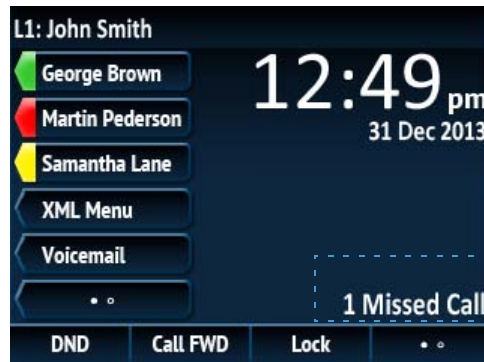 L1: John Smith
George Brown
12:49 pm
Martin Pederson
31 Dec 2013
Samantha Lane
XML Menu
Voicemail
1 Missed Call
DND Call FWD Lock